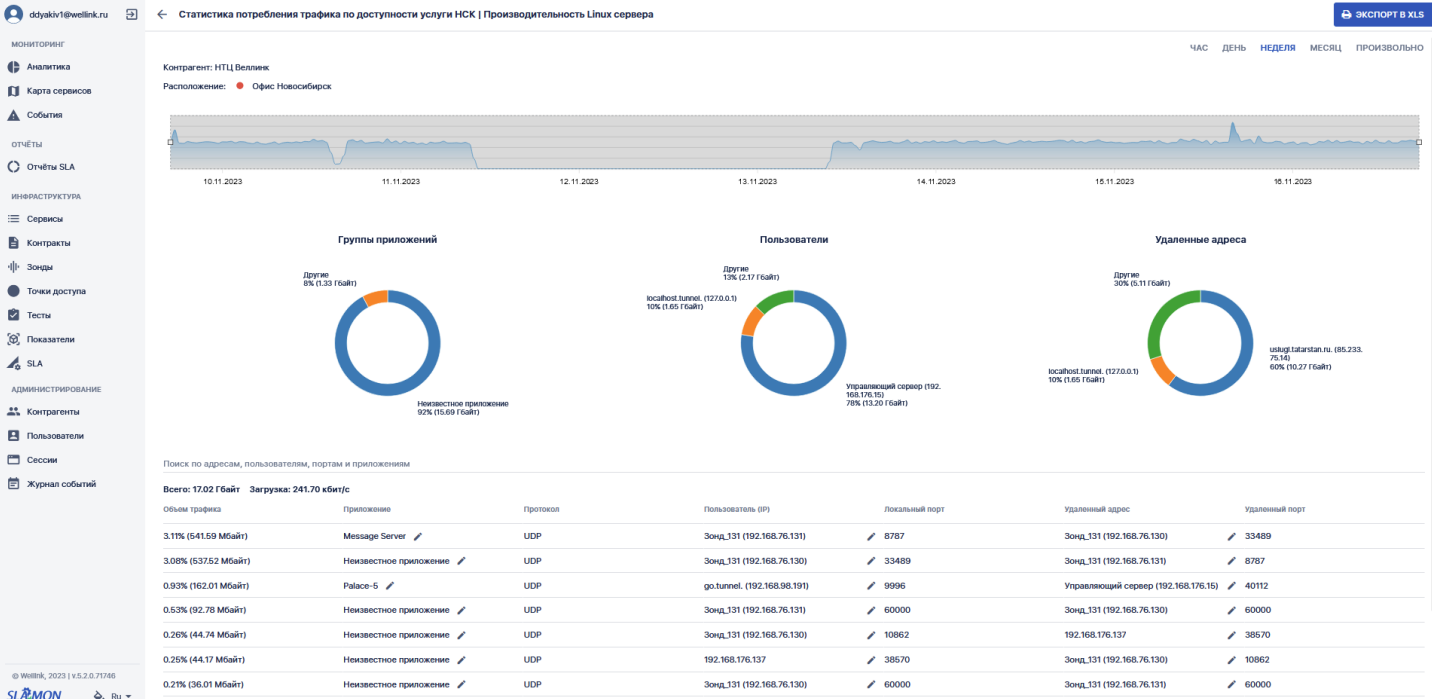 ddyakiv1@wellink.ru
Статистика потребления трафика по доступности услуги НСК | Производительность Linux сервера
ЭКСПОРТ В XLS
МОНИТОРИНГ
Аналитика
Карта сервисов
События
ОТЧЁТЫ
Отчёты SLA
ИНФРАСТРУКТУРА
Сервисы
Контракты
Зонды
Точки доступа
Тесты
Показатели
SLA
АДМИНИСТРИРОВАНИЕ
Контрагенты
Пользователи
Сессии
Журнал событий
© Wellink, 2023 | v.5.2.0.71746
SLAMON
Ru
ЧАС ДЕНЬ НЕДЕЛЯ МЕСЯЦ ПРОИЗВОЛЬНО
Контрагент: НТЦ Веллинк
Расположение: Офис Новосибирск
10.11.2023 11.11.2023 12.11.2023 13.11.2023 14.11.2023 15.11.2023 16.11.2023
Группы приложений
Другие
8% (1.33 Гбайт)
Неизвестное приложение
92% (15.69 Гбайт)
Пользователи
Другие
13% (2.17 Гбайт)
localhost.tunnel. (127.0.0.1)
10% (1.65 Гбайт)
Управляющий сервер (192.
168.176.15)
78% (13.20 Гбайт)
Удаленные адреса
Другие
30% (5.11 Гбайт)
uslugi.tatarstan.ru. (85.233.
75.14)
60% (10.27 Гбайт)
localhost.tunnel. (127.0.0.1)
10% (1.65 Гбайт)
Поиск по адресам, пользователям, портам и приложениям
Всего: 17.02 Гбайт Загрузка: 241.70 кбит/с
Объем трафика Приложение Протокол Пользователь (IP) Локальный порт Удаленный адрес Удаленный порт
3.11% (541.59 Мбайт) Message Server UDP Зонд_131 (192.168.76.131) 8787 Зонд_131 (192.168.76.130) 33489
3.08% (537.52 Мбайт) Неизвестное приложение UDP Зонд_131 (192.168.76.130) 33489 Зонд_131 (192.168.76.131) 8787
0.93% (162.01 Мбайт) Palace-5 UDP go.tunnel. (192.168.98.191) 9996 Управляющий сервер (192.168.176.15) 40112
0.53% (92.78 Мбайт) Неизвестное приложение UDP Зонд_131 (192.168.76.131) 60000 Зонд_131 (192.168.76.130) 60000
0.26% (44.74 Мбайт) Неизвестное приложение UDP Зонд_131 (192.168.76.130) 10862 192.168.176.137 38570
0.25% (44.17 Мбайт) Неизвестное приложение UDP 192.168.176.137 38570 Зонд_131 (192.168.76.130) 10862
0.21% (36.01 Мбайт) Неизвестное приложение UDP Зонд_131 (192.168.76.130) 60000 Зонд_131 (192.168.76.131) 60000